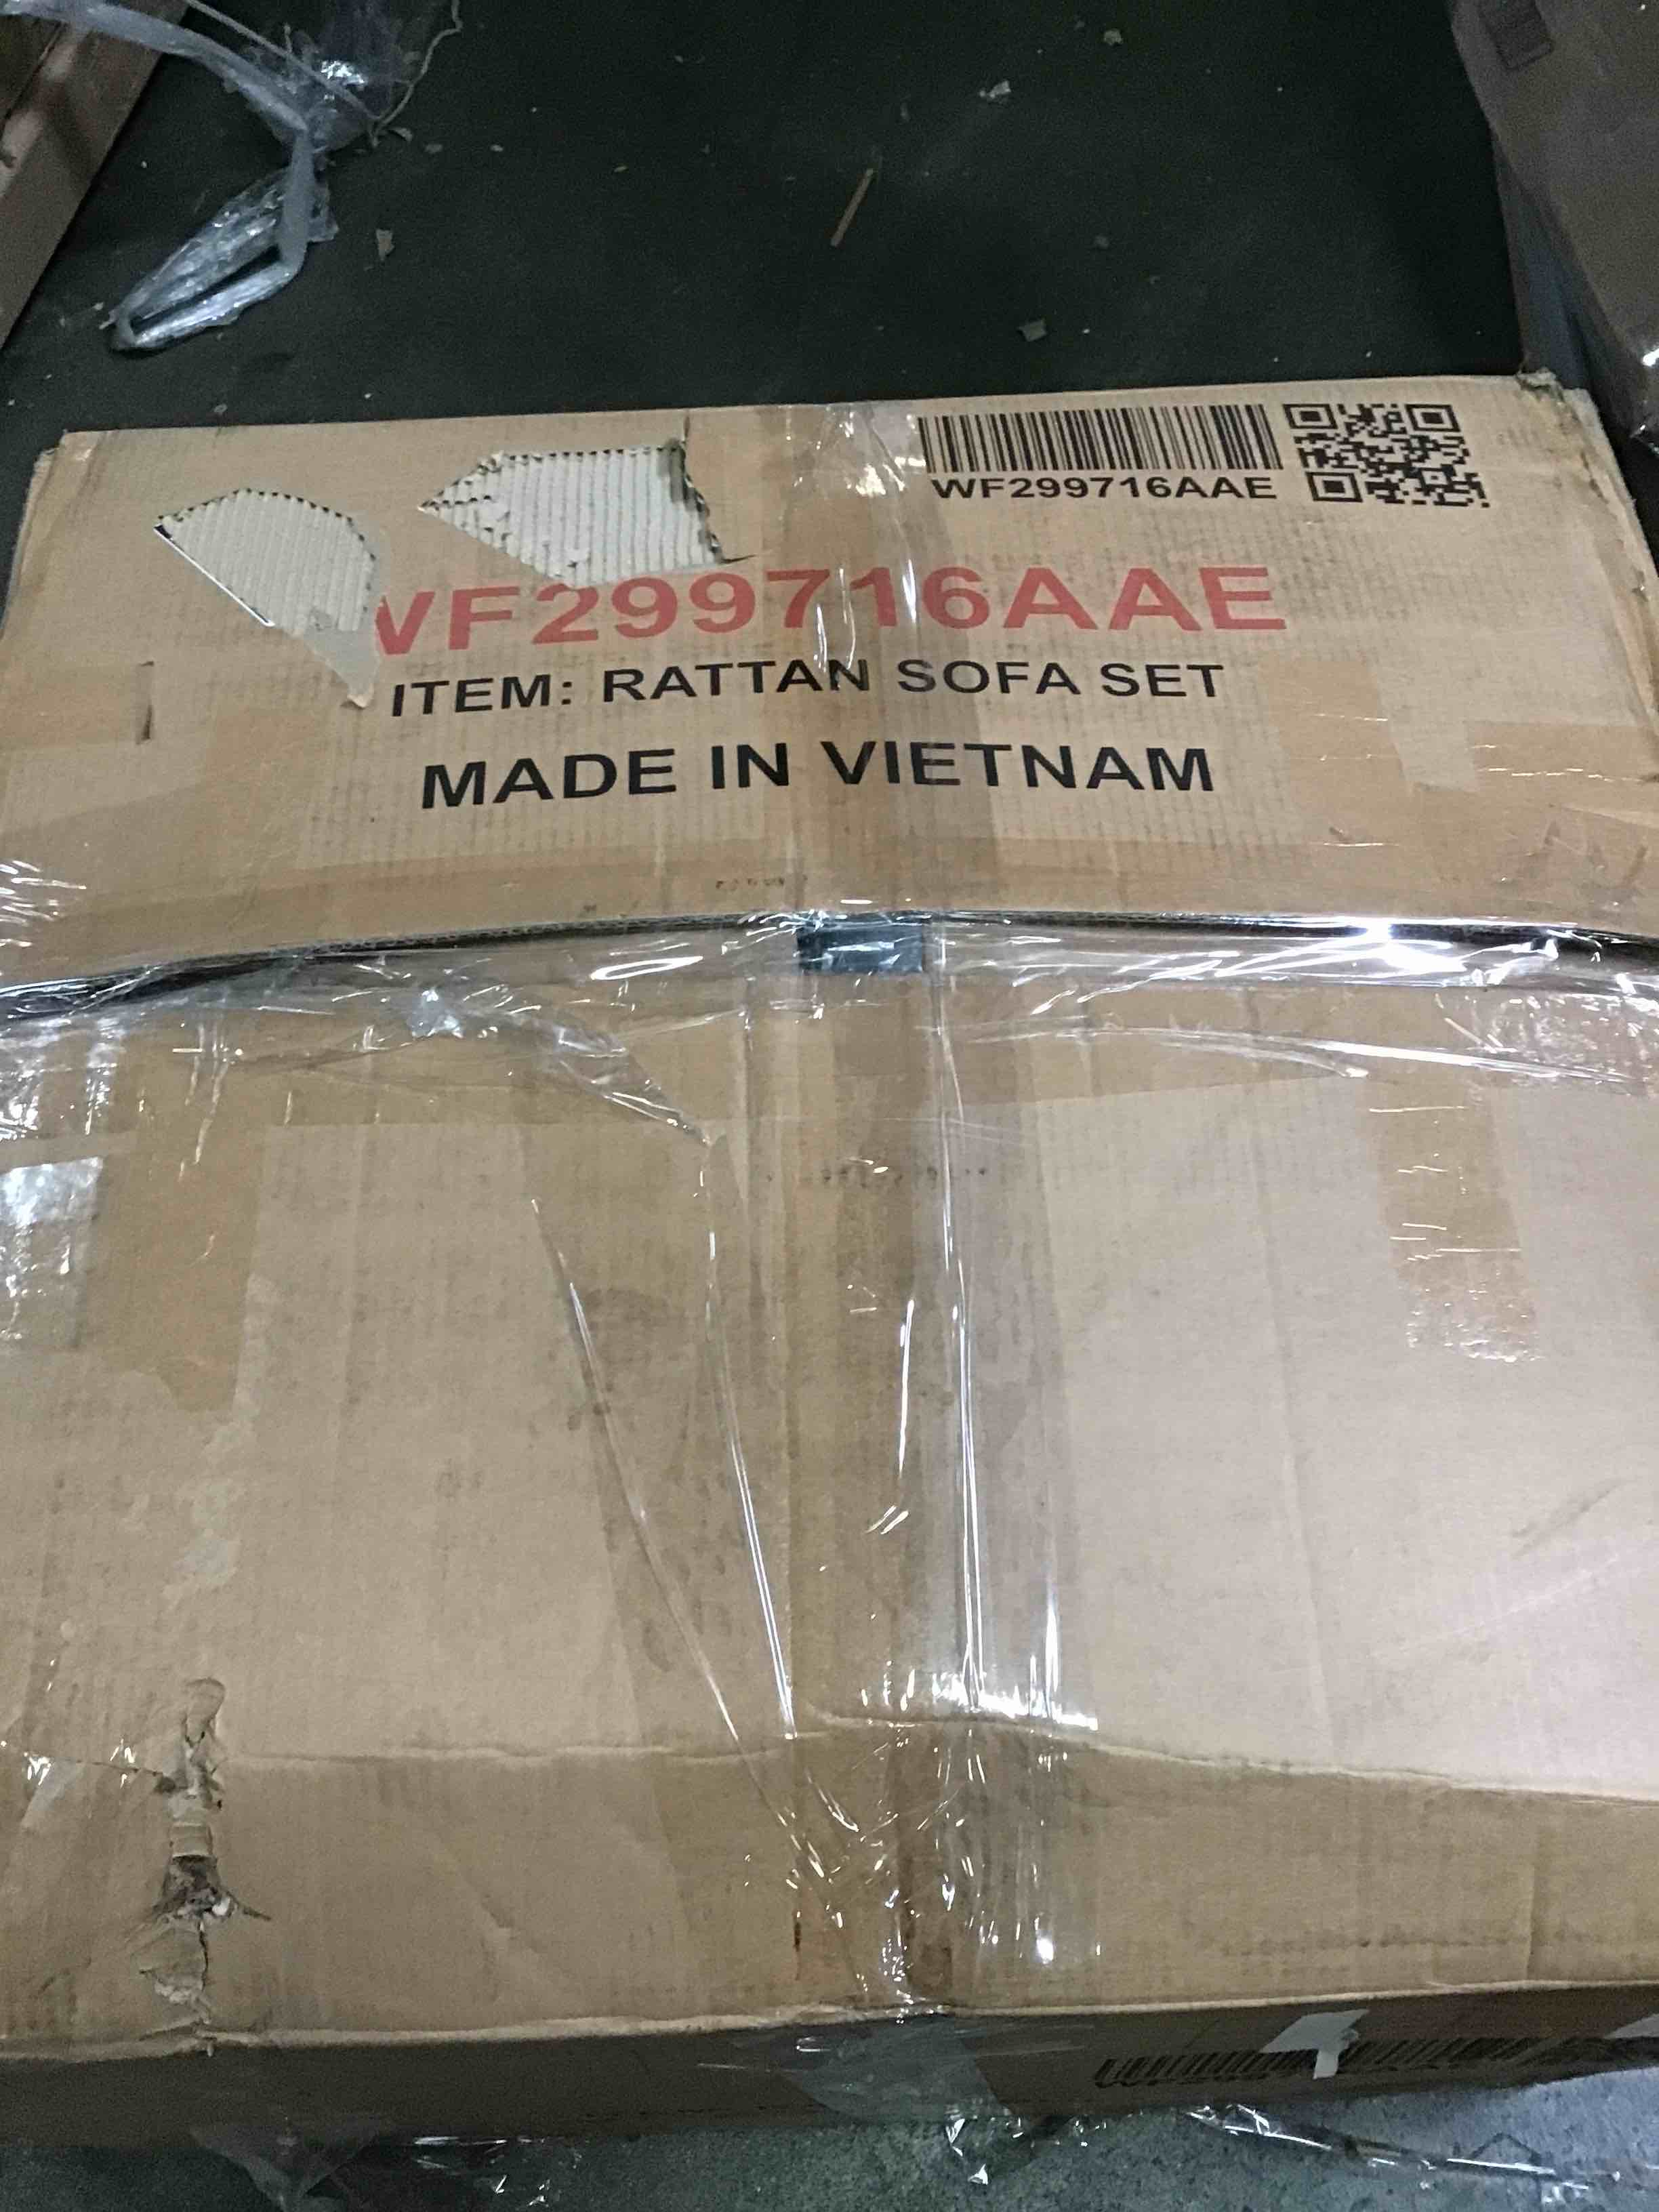 WF299716AAE
WF299716AAE
ITEM: RATTAN SOFA SET
MADE IN VIETNAM